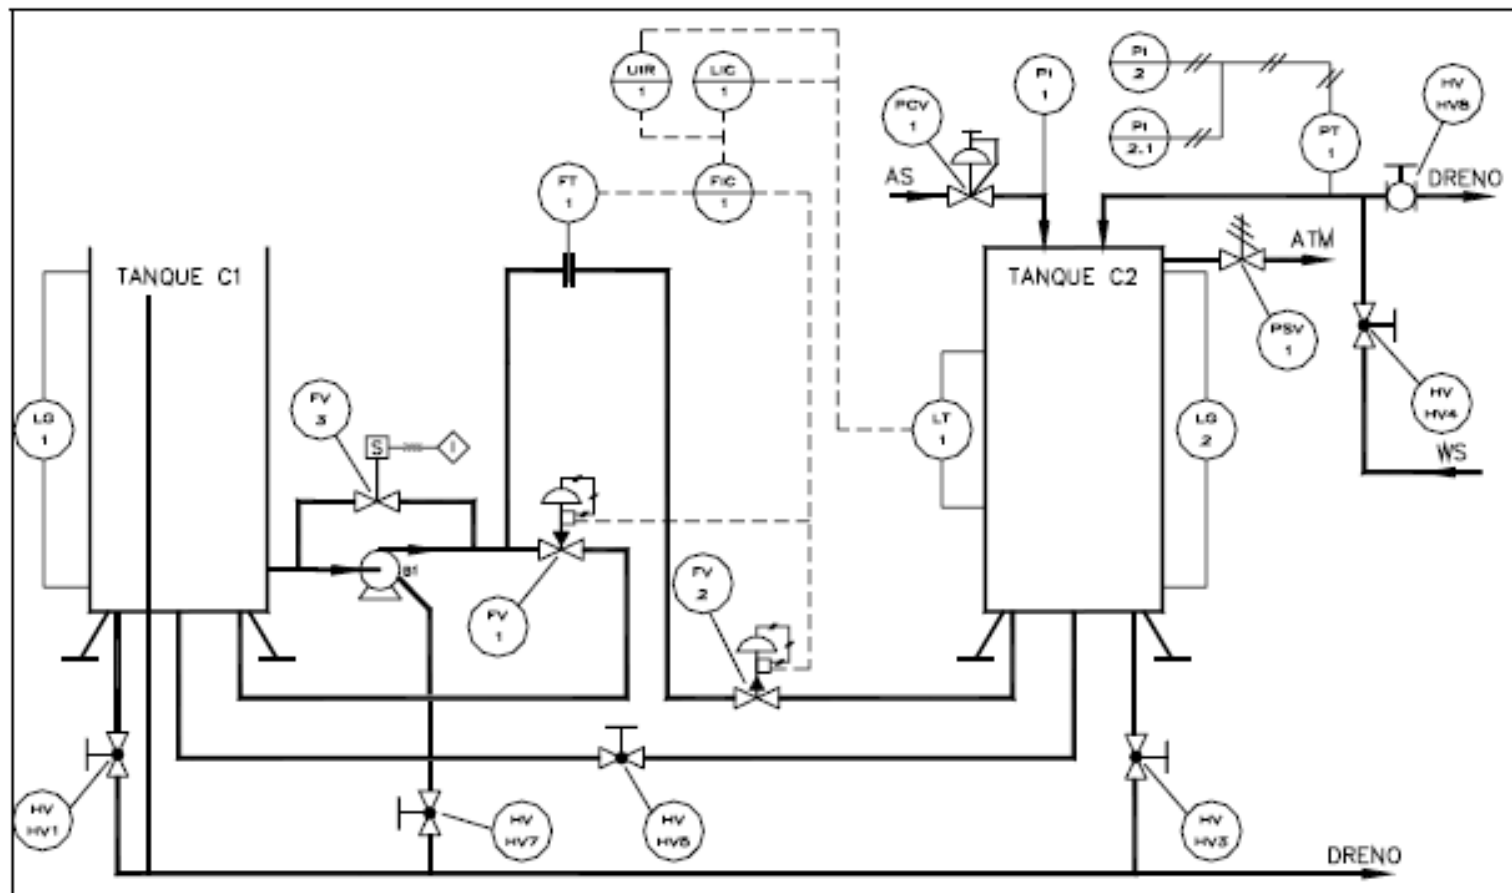 UIR
1
LIC
1
PCV
1
PI
1
PI
2
PI
2.1
PT
1
HV
HV8
FT
1
FIC
1
AS
DRENO
TANQUE C1
TANQUE C2
ATM
PSV
1
FV
3
S
I
LG
1
LT
1
LG
2
HV
HV4
WS
B1
FV
1
FV
2
HV
HV1
HV
HV7
HV
HV5
HV
HV3
DRENO